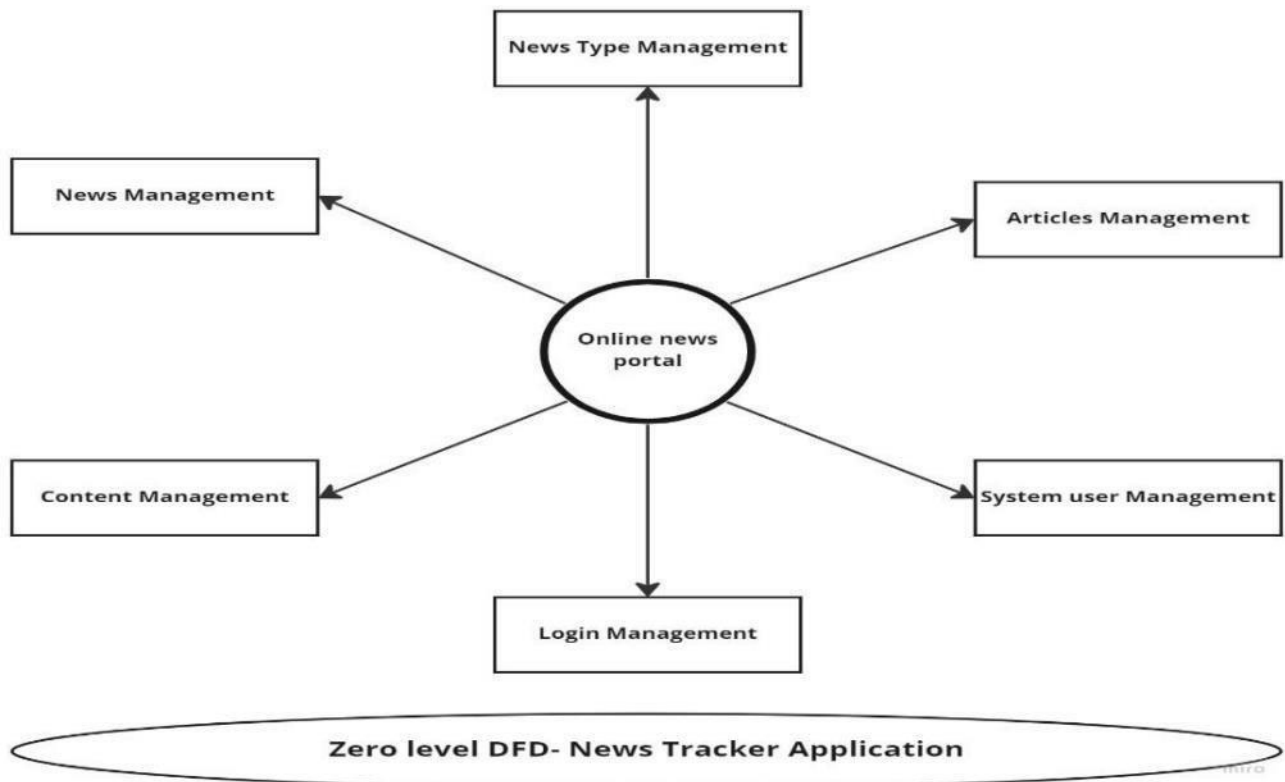 News Type Management
News Management
Articles Management
Online news
portal
Content Management
System user Management
Login Management
Zero level DFD- News Tracker Application
miro